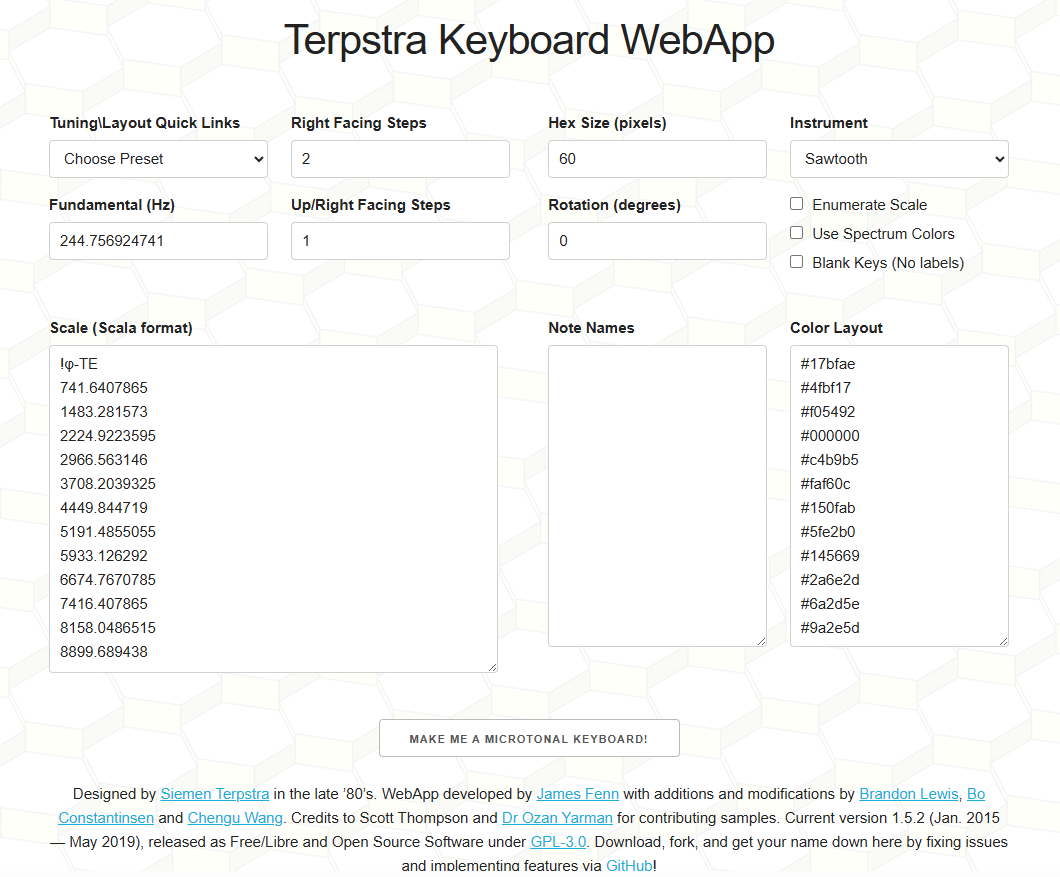 Terpstra Keyboard WebApp
Tuning\Layout Quick Links
Right Facing Steps
Hex Size (pixels)
Instrument
Choose Preset
2
60
Sawtooth
Fundamental (Hz)
Up/Right Facing Steps
Rotation (degrees)
Enumerate Scale
244.756924741
1
0
Use Spectrum Colors
Blank Keys (No labels)
Scale (Scala format)
Note Names
Color Layout
!φ-TE
741.6407865
1483.281573
2224.9223595
2966.563146
3708.2039325
4449.844719
5191.4855055
5933.126292
6674.7670785
7416.407865
8158.0486515
8899.689438
#17bfae
#4fbf17
#f05492
#000000
#c4b9b5
#faf60c
#150fab
#5fe2b0
#145669
#2a6e2d
#6a2d5e
#9a2e5d
MAKE ME A MICROTONAL KEYBOARD!
Designed by Siemen Terpstra in the late ’80’s. WebApp developed by James Fenn with additions and modifications by Brandon Lewis, Bo
Constantinsen and Chengu Wang. Credits to Scott Thompson and Dr Ozan Yarman for contributing samples. Current version 1.5.2 (Jan. 2015
— May 2019), released as Free/Libre and Open Source Software under GPL-3.0. Download, fork, and get your name down here by fixing issues
and implementing features via GitHub!